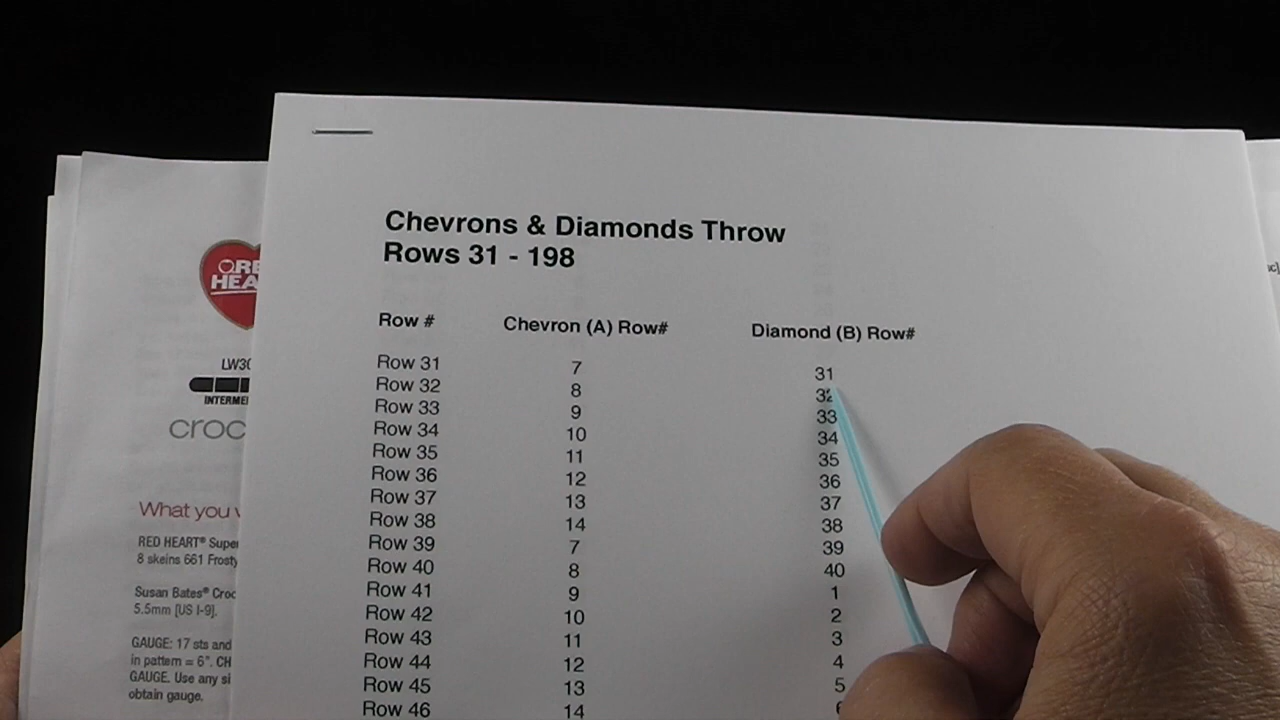 Chevrons & Diamonds Throw
Rows 31 - 198
Row # Chevron (A) Row# Diamond (B) Row#
Row 31 7 31
Row 32 8 32
Row 33 9 33
Row 34 10 34
Row 35 11 35
Row 36 12 36
Row 37 13 37
Row 38 14 38
Row 39 7 39
Row 40 8 40
Row 41 9 1
Row 42 10 2
Row 43 11 3
Row 44 12 4
Row 45 13 5
Row 46 14
RED
HEA
LW30
INTERME
croc
What you
RED HEART® Super
8 skeins 661 Frosty
Susan Bates® Croc
5.5mm [US I-9].
GAUGE: 17 sts and
in pattern = 6". CH
GAUGE. Use any si
obtain gauge.